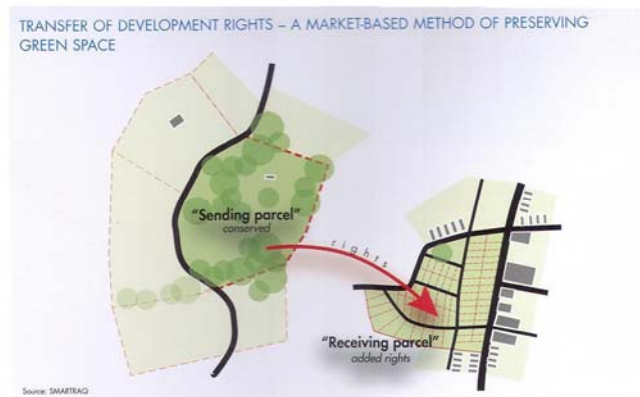 TRANSFER OF DEVELOPMENT RIGHTS – A MARKET-BASED METHOD OF PRESERVING
GREEN SPACE
"Sending parcel"
conserved
rights
"Receiving parcel"
added rights
Source: SMARTRAQ